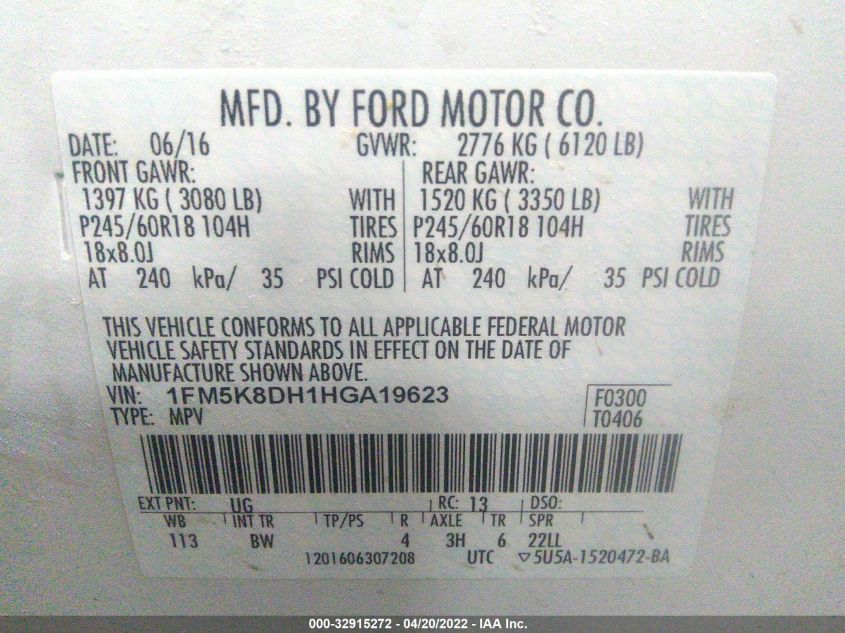 MFD. BY FORD MOTOR CO.
DATE: 06/16 GVWR: 2776 KG ( 6120 LB)
FRONT GAWR: REAR GAWR:
1397 KG ( 3080 LB) WITH 1520 KG ( 3350 LB) WITH
P245/60R18 104H TIRES P245/60R18 104H TIRES
18x8.0J RIMS 18x8.0J RIMS
AT 240 kPa/ 35 PSI COLD AT 240 kPa/ 35 PSI COLD
THIS VEHICLE CONFORMS TO ALL APPLICABLE FEDERAL MOTOR
VEHICLE SAFETY STANDARDS IN EFFECT ON THE DATE OF
MANUFACTURE SHOWN ABOVE.
VIN: 1FM5K8DH1HGA19623 F0300
TYPE: MPV T0406
EXT PNT: UG RC: 13 DSO:
WB INT TR TP/PS R AXLE TR SPR
113 BW 4 3H 6 22LL
1201606307208 UTC ▽5U5A-1520472-BA
000-32915272 - 04/20/2022 - IAA Inc.